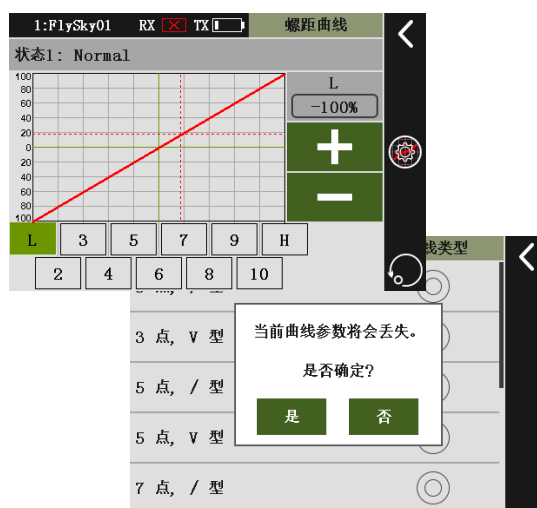 1:FlySky01 RX TX 螺距曲线
状态1: Normal
L
-100%
100
80
60
40
20
0
20
40
60
80
100
L 3 5 7 9 H
2 4 6 8 10
线类型
3 点, V 型
5 点, / 型
5 点, V 型
7 点, / 型
当前曲线参数将会丢失。
是否确定?
是 否